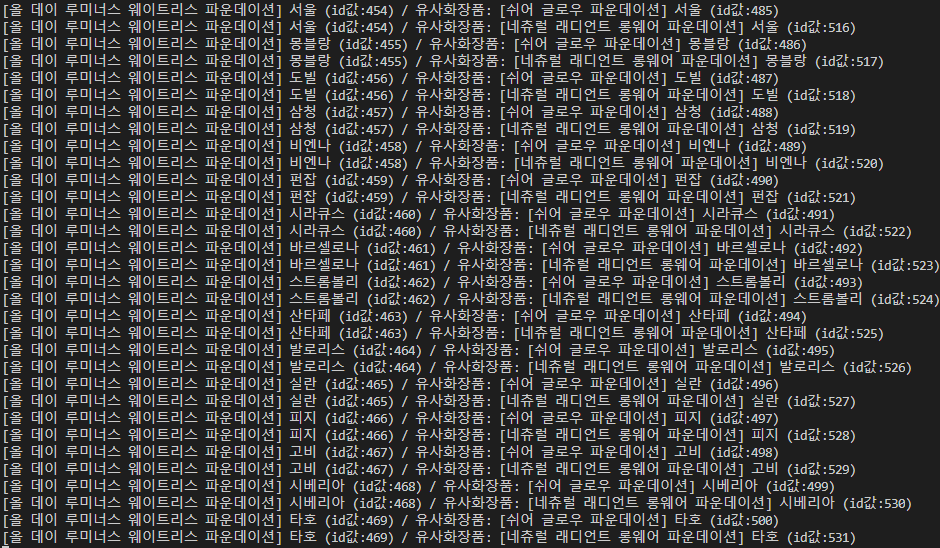 [올 데이 루미너스 웨이트리스 파운데이션] 서울 (id값:454) / 유사화장품: [쉬어 글로우 파운데이션] 서울 (id값:485)
[올 데이 루미너스 웨이트리스 파운데이션] 서울 (id값:454) / 유사화장품: [네츄럴 래디언트 롱웨어 파운데이션] 서울 (id값:516)
[올 데이 루미너스 웨이트리스 파운데이션] 몽블랑 (id값:455) / 유사화장품: [쉬어 글로우 파운데이션] 몽블랑 (id값:486)
[올 데이 루미너스 웨이트리스 파운데이션] 몽블랑 (id값:455) / 유사화장품: [네츄럴 래디언트 롱웨어 파운데이션] 몽블랑 (id값:517)
[올 데이 루미너스 웨이트리스 파운데이션] 도빌 (id값:456) / 유사화장품: [쉬어 글로우 파운데이션] 도빌 (id값:487)
[올 데이 루미너스 웨이트리스 파운데이션] 도빌 (id값:456) / 유사화장품: [네츄럴 래디언트 롱웨어 파운데이션] 도빌 (id값:518)
[올 데이 루미너스 웨이트리스 파운데이션] 삼청 (id값:457) / 유사화장품: [쉬어 글로우 파운데이션] 삼청 (id값:488)
[올 데이 루미너스 웨이트리스 파운데이션] 삼청 (id값:457) / 유사화장품: [네츄럴 래디언트 롱웨어 파운데이션] 삼청 (id값:519)
[올 데이 루미너스 웨이트리스 파운데이션] 비엔나 (id값:458) / 유사화장품: [쉬어 글로우 파운데이션] 비엔나 (id값:489)
[올 데이 루미너스 웨이트리스 파운데이션] 비엔나 (id값:458) / 유사화장품: [네츄럴 래디언트 롱웨어 파운데이션] 비엔나 (id값:520)
[올 데이 루미너스 웨이트리스 파운데이션] 펀잡 (id값:459) / 유사화장품: [쉬어 글로우 파운데이션] 펀잡 (id값:490)
[올 데이 루미너스 웨이트리스 파운데이션] 펀잡 (id값:459) / 유사화장품: [네츄럴 래디언트 롱웨어 파운데이션] 펀잡 (id값:521)
[올 데이 루미너스 웨이트리스 파운데이션] 시라큐스 (id값:460) / 유사화장품: [쉬어 글로우 파운데이션] 시라큐스 (id값:491)
[올 데이 루미너스 웨이트리스 파운데이션] 시라큐스 (id값:460) / 유사화장품: [네츄럴 래디언트 롱웨어 파운데이션] 시라큐스 (id값:522)
[올 데이 루미너스 웨이트리스 파운데이션] 바르셀로나 (id값:461) / 유사화장품: [쉬어 글로우 파운데이션] 바르셀로나 (id값:492)
[올 데이 루미너스 웨이트리스 파운데이션] 바르셀로나 (id값:461) / 유사화장품: [네츄럴 래디언트 롱웨어 파운데이션] 바르셀로나 (id값:523)
[올 데이 루미너스 웨이트리스 파운데이션] 스트롬볼리 (id값:462) / 유사화장품: [쉬어 글로우 파운데이션] 스트롬볼리 (id값:493)
[올 데이 루미너스 웨이트리스 파운데이션] 스트롬볼리 (id값:462) / 유사화장품: [네츄럴 래디언트 롱웨어 파운데이션] 스트롬볼리 (id값:524)
[올 데이 루미너스 웨이트리스 파운데이션] 산타페 (id값:463) / 유사화장품: [쉬어 글로우 파운데이션] 산타페 (id값:494)
[올 데이 루미너스 웨이트리스 파운데이션] 산타페 (id값:463) / 유사화장품: [네츄럴 래디언트 롱웨어 파운데이션] 산타페 (id값:525)
[올 데이 루미너스 웨이트리스 파운데이션] 발로리스 (id값:464) / 유사화장품: [쉬어 글로우 파운데이션] 발로리스 (id값:495)
[올 데이 루미너스 웨이트리스 파운데이션] 발로리스 (id값:464) / 유사화장품: [네츄럴 래디언트 롱웨어 파운데이션] 발로리스 (id값:526)
[올 데이 루미너스 웨이트리스 파운데이션] 실란 (id값:465) / 유사화장품: [쉬어 글로우 파운데이션] 실란 (id값:496)
[올 데이 루미너스 웨이트리스 파운데이션] 실란 (id값:465) / 유사화장품: [네츄럴 래디언트 롱웨어 파운데이션] 실란 (id값:527)
[올 데이 루미너스 웨이트리스 파운데이션] 피지 (id값:466) / 유사화장품: [쉬어 글로우 파운데이션] 피지 (id값:497)
[올 데이 루미너스 웨이트리스 파운데이션] 피지 (id값:466) / 유사화장품: [네츄럴 래디언트 롱웨어 파운데이션] 피지 (id값:528)
[올 데이 루미너스 웨이트리스 파운데이션] 고비 (id값:467) / 유사화장품: [쉬어 글로우 파운데이션] 고비 (id값:498)
[올 데이 루미너스 웨이트리스 파운데이션] 고비 (id값:467) / 유사화장품: [네츄럴 래디언트 롱웨어 파운데이션] 고비 (id값:529)
[올 데이 루미너스 웨이트리스 파운데이션] 시베리아 (id값:468) / 유사화장품: [쉬어 글로우 파운데이션] 시베리아 (id값:499)
[올 데이 루미너스 웨이트리스 파운데이션] 시베리아 (id값:468) / 유사화장품: [네츄럴 래디언트 롱웨어 파운데이션] 시베리아 (id값:530)
[올 데이 루미너스 웨이트리스 파운데이션] 타호 (id값:469) / 유사화장품: [쉬어 글로우 파운데이션] 타호 (id값:500)
[올 데이 루미너스 웨이트리스 파운데이션] 타호 (id값:469) / 유사화장품: [네츄럴 래디언트 롱웨어 파운데이션] 타호 (id값:531)